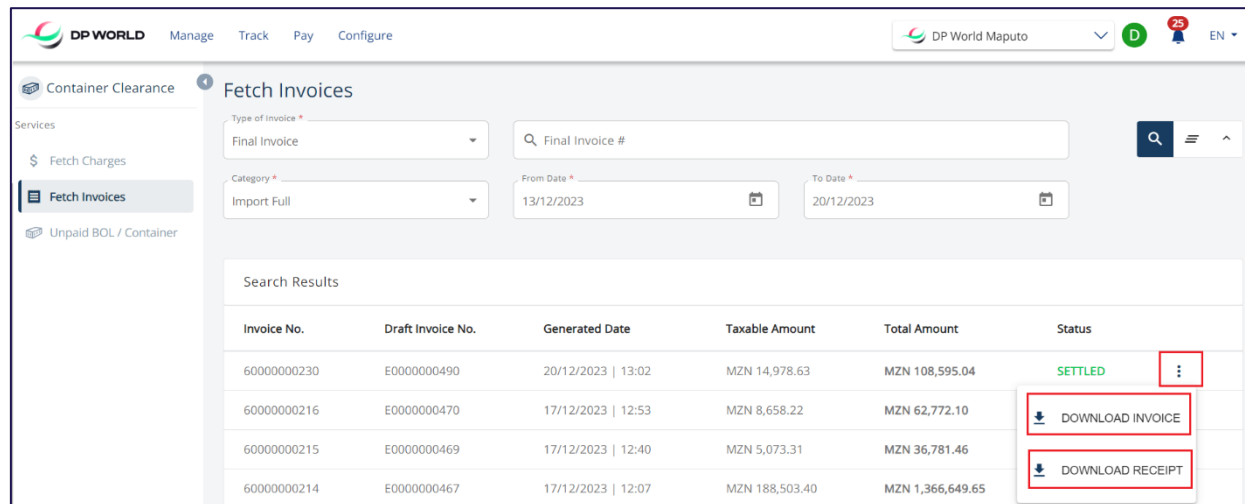 DP WORLD Manage Track Pay Configure DP World Maputo D 25 EN
Container Clearance
Fetch Invoices
Services
Type of Invoice *
Final Invoice
Final Invoice #
$ Fetch Charges
Category *
From Date *
To Date *
Fetch Invoices
Import Full
13/12/2023
20/12/2023
Unpaid BOL / Container
Search Results
Invoice No. Draft Invoice No. Generated Date Taxable Amount Total Amount Status
60000000230 E0000000490 20/12/2023 | 13:02 MZN 14,978.63 MZN 108,595.04 SETTLED
60000000216 E0000000470 17/12/2023 | 12:53 MZN 8,658.22 MZN 62,772.10
DOWNLOAD INVOICE
60000000215 E0000000469 17/12/2023 | 12:40 MZN 5,073.31 MZN 36,781.46
DOWNLOAD RECEIPT
60000000214 E0000000467 17/12/2023 | 12:07 MZN 188,503.40 MZN 1,366,649.65